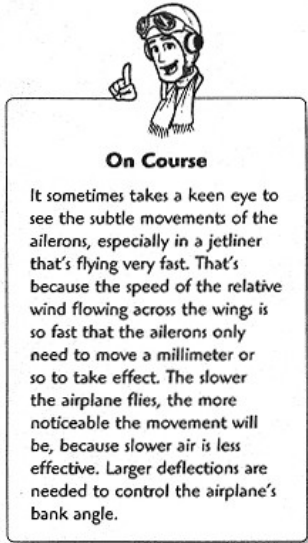 On Course
It sometimes takes a keen eye to
see the subtle movements of the
ailerons, especially in a jetliner
that's flying very fast. That's
because the speed of the relative
wind flowing across the wings is
so fast that the ailerons only
need to move a millimeter or
so to take effect. The slower
the airplane flies, the more
noticeable the movement will
be, because slower air is less
effective. Larger deflections are
needed to control the airplane's
bank angle.